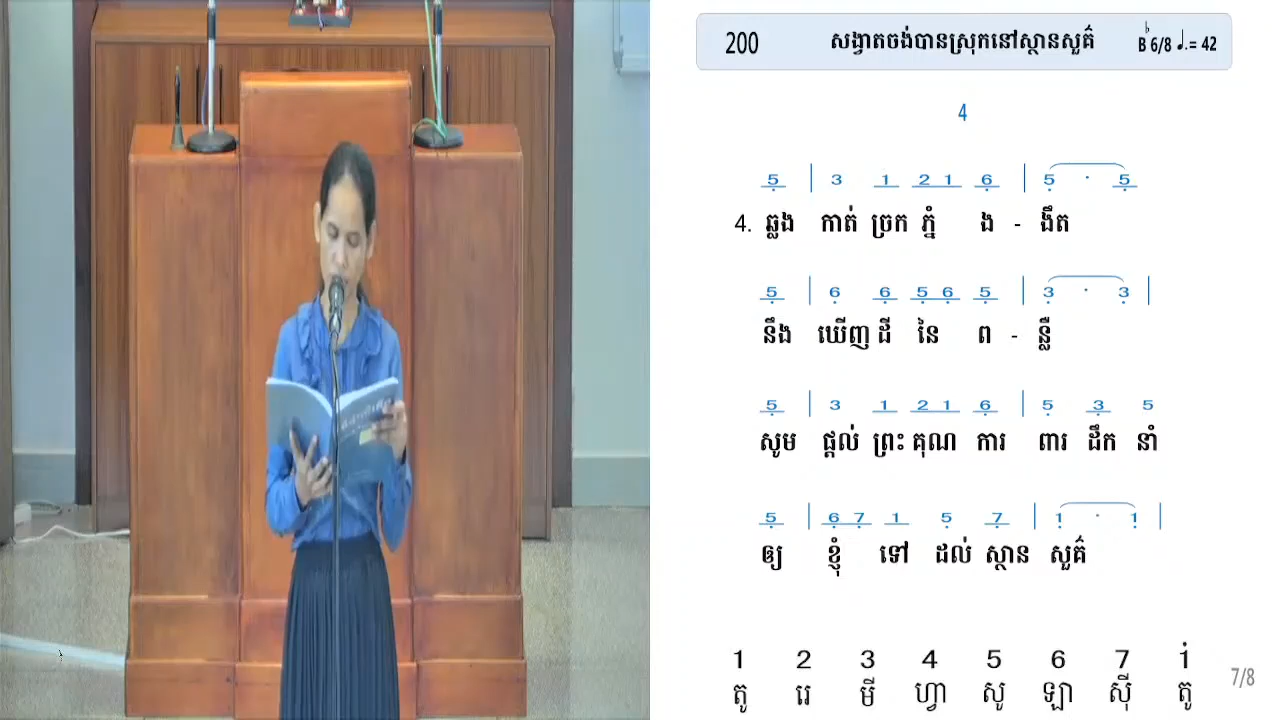 200 សង្វាតចង់បានស្រុកនៅស្ថានសួគ៌ B♭ 6/8 ♩.= 42
4
5 | 3 1 2 1 6 | 5 · 5
4. ឆ្លង កាត់ ច្រក ភ្នំ ង - ងឹត
5 | 6 6 5 6 5 | 3 · 3 |
នឹង ឃើញ ដី នៃ ព - ន្លឺ
5 | 3 1 2 1 6 | 5 3 5
សូម ផ្ដល់ ព្រះ គុណ ការ ពារ ដឹក នាំ
5 | 6 7 1 5 7 | 1 · 1 |
ឲ្យ ខ្ញុំ ទៅ ដល់ ស្ថាន សួគ៌
1 2 3 4 5 6 7 i
តូ រេ មី ហ្វា សូ ឡា ស៊ី តូ
7/8